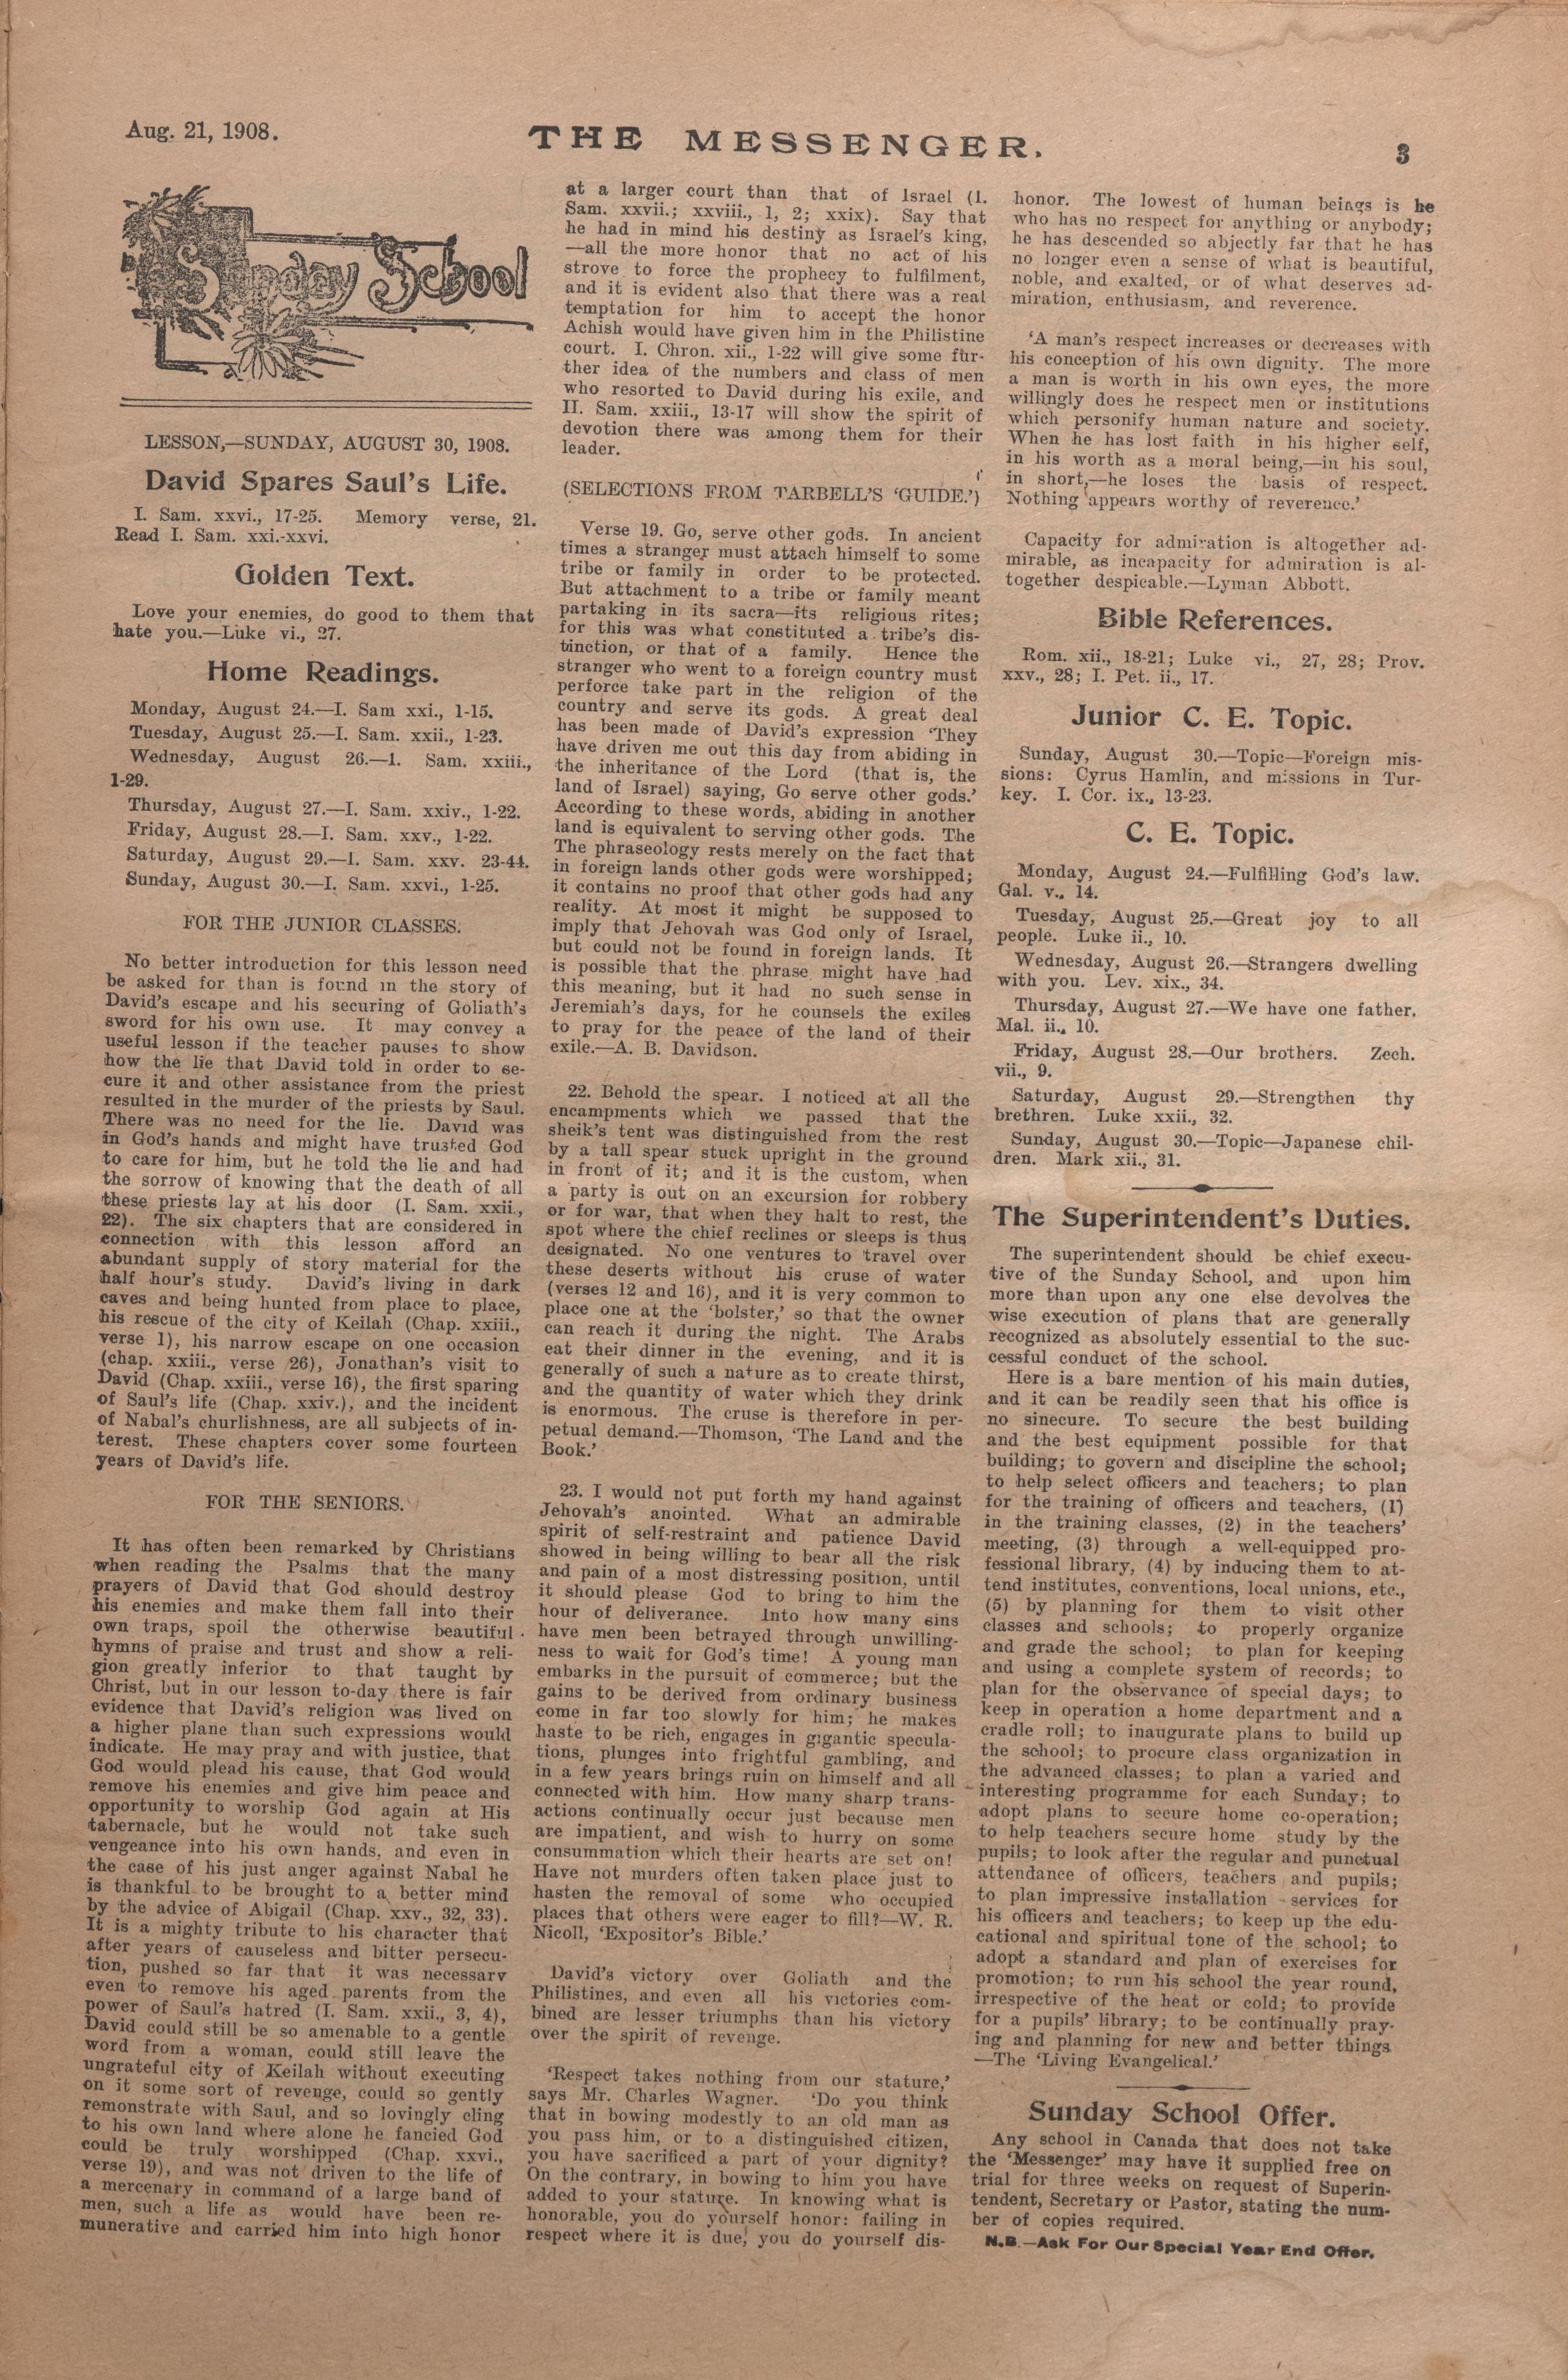 Aug. 21, 1908.
THE MESSENGER.
3
Sunday School
LESSON,—SUNDAY, AUGUST 30, 1908.
David Spares Saul's Life.
I. Sam. xxvi., 17-25. Memory verse, 21.
Read I. Sam. xxi.-xxvi.
Golden Text.
Love your enemies, do good to them that
hate you.—Luke vi., 27.
Home Readings.
Monday, August 24.—I. Sam xxi., 1-15.
Tuesday, August 25.—I. Sam. xxii., 1-23.
Wednesday, August 26.—I. Sam. xxiii.,
1-29.
Thursday, August 27.—I. Sam. xxiv., 1-22.
Friday, August 28.—I. Sam. xxv., 1-22.
Saturday, August 29.—I. Sam. xxv. 23-44.
Sunday, August 30.—I. Sam. xxvi., 1-25.
FOR THE JUNIOR CLASSES.
No better introduction for this lesson need
be asked for than is found in the story of
David's escape and his securing of Goliath's
sword for his own use. It may convey a
useful lesson if the teacher pauses to show
how the lie that David told in order to se-
cure it and other assistance from the priest
resulted in the murder of the priests by Saul.
There was no need for the lie. David was
in God's hands and might have trusted God
to care for him, but he told the lie and had
the sorrow of knowing that the death of all
these priests lay at his door (I. Sam. xxii.,
22). The six chapters that are considered in
connection with this lesson afford an
abundant supply of story material for the
half hour's study. David's living in dark
caves and being hunted from place to place,
his rescue of the city of Keilah (Chap. xxiii.,
verse 1), his narrow escape on one occasion
(chap. xxiii., verse 26), Jonathan's visit to
David (Chap. xxiii., verse 16), the first sparing
of Saul's life (Chap. xxiv.), and the incident
of Nabal's churlishness, are all subjects of in-
terest. These chapters cover some fourteen
years of David's life.
FOR THE SENIORS.
It has often been remarked by Christians
when reading the Psalms that the many
prayers of David that God should destroy
his enemies and make them fall into their
own traps, spoil the otherwise beautiful
hymns of praise and trust and show a reli-
gion greatly inferior to that taught by
Christ, but in our lesson to-day there is fair
evidence that David's religion was lived on
a higher plane than such expressions would
indicate. He may pray and with justice, that
God would plead his cause, that God would
remove his enemies and give him peace and
opportunity to worship God again at His
tabernacle, but he would not take such
vengeance into his own hands, and even in
the case of his just anger against Nabal he
is thankful to be brought to a better mind
by the advice of Abigail (Chap. xxv., 32, 33).
It is a mighty tribute to his character that
after years of causeless and bitter persecu-
tion, pushed so far that it was necessary
even to remove his aged parents from the
power of Saul's hatred (I. Sam. xxii., 3, 4),
David could still be so amenable to a gentle
word from a woman, could still leave the
ungrateful city of Keilah without executing
on it some sort of revenge, could so gently
remonstrate with Saul, and so lovingly cling
to his own land where alone he fancied God
could be truly worshipped (Chap. xxvi.,
verse 19), and was not driven to the life of
a mercenary in command of a large band of
men, such a life as would have been re-
munerative and carried him into high honor
at a larger court than that of Israel (I.
Sam. xxvii.; xxviii., 1, 2; xxix). Say that
he had in mind his destiny as Israel's king,
—all the more honor that no act of his
strove to force the prophecy to fulfilment,
and it is evident also that there was a real
temptation for him to accept the honor
Achish would have given him in the Philistine
court. I. Chron. xii., 1-22 will give some fur-
ther idea of the numbers and class of men
who resorted to David during his exile, and
II. Sam. xxiii., 13-17 will show the spirit of
devotion there was among them for their
leader.
(SELECTIONS FROM TARBELL'S 'GUIDE.')
Verse 19. Go, serve other gods. In ancient
times a stranger must attach himself to some
tribe or family in order to be protected.
But attachment to a tribe or family meant
partaking in its sacra—its religious rites;
for this was what constituted a tribe's dis-
tinction, or that of a family. Hence the
stranger who went to a foreign country must
perforce take part in the religion of the
country and serve its gods. A great deal
has been made of David's expression 'They
have driven me out this day from abiding in
the inheritance of the Lord (that is, the
land of Israel) saying, Go serve other gods.'
According to these words, abiding in another
land is equivalent to serving other gods. The
The phraseology rests merely on the fact that
in foreign lands other gods were worshipped;
it contains no proof that other gods had any
reality. At most it might be supposed to
imply that Jehovah was God only of Israel,
but could not be found in foreign lands. It
is possible that the phrase might have had
this meaning, but it had no such sense in
Jeremiah's days, for he counsels the exiles
to pray for the peace of the land of their
exile.—A. B. Davidson.
22. Behold the spear. I noticed at all the
encampments which we passed that the
sheik's tent was distinguished from the rest
by a tall spear stuck upright in the ground
in front of it; and it is the custom, when
a party is out on an excursion for robbery
or for war, that when they halt to rest, the
spot where the chief reclines or sleeps is thus
designated. No one ventures to travel over
these deserts without his cruse of water
(verses 12 and 16), and it is very common to
place one at the 'bolster,' so that the owner
can reach it during the night. The Arabs
eat their dinner in the evening, and it is
generally of such a nature as to create thirst,
and the quantity of water which they drink
is enormous. The cruse is therefore in per-
petual demand.—Thomson, 'The Land and the
Book.'
23. I would not put forth my hand against
Jehovah's anointed. What an admirable
spirit of self-restraint and patience David
showed in being willing to bear all the risk
and pain of a most distressing position, until
it should please God to bring to him the
hour of deliverance. Into how many sins
have men been betrayed through unwilling-
ness to wait for God's time! A young man
embarks in the pursuit of commerce; but the
gains to be derived from ordinary business
come in far too slowly for him; he makes
haste to be rich, engages in gigantic specula-
tions, plunges into frightful gambling, and
in a few years brings ruin on himself and all
connected with him. How many sharp trans-
actions continually occur just because men
are impatient, and wish to hurry on some
consummation which their hearts are set on!
Have not murders often taken place just to
hasten the removal of some who occupied
places that others were eager to fill?—W. R.
Nicoll, 'Expositor's Bible.'
David's victory over Goliath and the
Philistines, and even all his victories com-
bined are lesser triumphs than his victory
over the spirit of revenge.
'Respect takes nothing from our stature,'
says Mr. Charles Wagner. 'Do you think
that in bowing modestly to an old man as
you pass him, or to a distinguished citizen,
you have sacrificed a part of your dignity?
On the contrary, in bowing to him you have
added to your stature. In knowing what is
honorable, you do yourself honor: failing in
respect where it is due, you do yourself dis-
honor. The lowest of human beings is he
who has no respect for anything or anybody;
he has descended so abjectly far that he has
no longer even a sense of what is beautiful,
noble, and exalted, or of what deserves ad-
miration, enthusiasm, and reverence.
'A man's respect increases or decreases with
his conception of his own dignity. The more
a man is worth in his own eyes, the more
willingly does he respect men or institutions
which personify human nature and society.
When he has lost faith in his higher self,
in his worth as a moral being,—in his soul,
in short,—he loses the basis of respect.
Nothing appears worthy of reverence.'
Capacity for admiration is altogether ad-
mirable, as incapacity for admiration is al-
together despicable.—Lyman Abbott.
Bible References.
Rom. xii., 18-21; Luke vi., 27, 28; Prov.
xxv., 28; I. Pet. ii., 17.
Junior C. E. Topic.
Sunday, August 30.—Topic—Foreign mis-
sions: Cyrus Hamlin, and missions in Tur-
key. I. Cor. ix., 13-23.
C. E. Topic.
Monday, August 24.—Fulfilling God's law.
Gal. v., 14.
Tuesday, August 25.—Great joy to all
people. Luke ii., 10.
Wednesday, August 26.—Strangers dwelling
with you. Lev. xix., 34.
Thursday, August 27.—We have one father.
Mal. ii., 10.
Friday, August 28.—Our brothers. Zech.
vii., 9.
Saturday, August 29.—Strengthen thy
brethren. Luke xxii., 32.
Sunday, August 30.—Topic—Japanese chil-
dren. Mark xii., 31.
The Superintendent's Duties.
The superintendent should be chief execu-
tive of the Sunday School, and upon him
more than upon any one else devolves the
wise execution of plans that are generally
recognized as absolutely essential to the suc-
cessful conduct of the school.
Here is a bare mention of his main duties,
and it can be readily seen that his office is
no sinecure. To secure the best building
and the best equipment possible for that
building; to govern and discipline the school;
to help select officers and teachers; to plan
for the training of officers and teachers, (1)
in the training classes, (2) in the teachers'
meeting, (3) through a well-equipped pro-
fessional library, (4) by inducing them to at-
tend institutes, conventions, local unions, etc.,
(5) by planning for them to visit other
classes and schools; to properly organize
and grade the school; to plan for keeping
and using a complete system of records; to
plan for the observance of special days; to
keep in operation a home department and a
cradle roll; to inaugurate plans to build up
the school; to procure class organization in
the advanced classes; to plan a varied and
interesting programme for each Sunday; to
adopt plans to secure home co-operation;
to help teachers secure home study by the
pupils; to look after the regular and punctual
attendance of officers, teachers and pupils;
to plan impressive installation services for
his officers and teachers; to keep up the edu-
cational and spiritual tone of the school; to
adopt a standard and plan of exercises for
promotion; to run his school the year round,
irrespective of the heat or cold; to provide
for a pupils' library; to be continually pray-
ing and planning for new and better things
—The 'Living Evangelical.'
Sunday School Offer.
Any school in Canada that does not take
the 'Messenger' may have it supplied free on
trial for three weeks on request of Superin-
tendent, Secretary or Pastor, stating the num-
ber of copies required.
N.B.—Ask For Our Special Year End Offer.